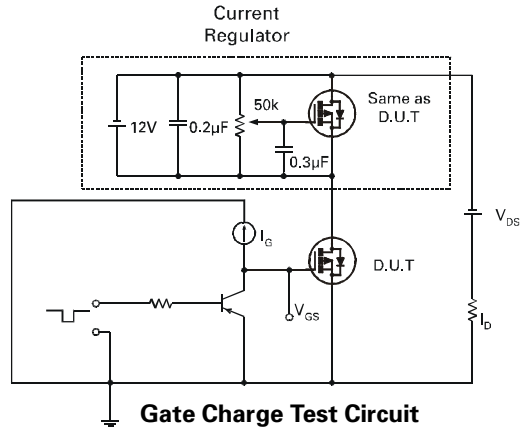 Current
Regulator
12V
0.2µF
50k
0.3µF
Same as
D.U.T
I_G
V_GS
D.U.T
V_DS
I_D
Gate Charge Test Circuit